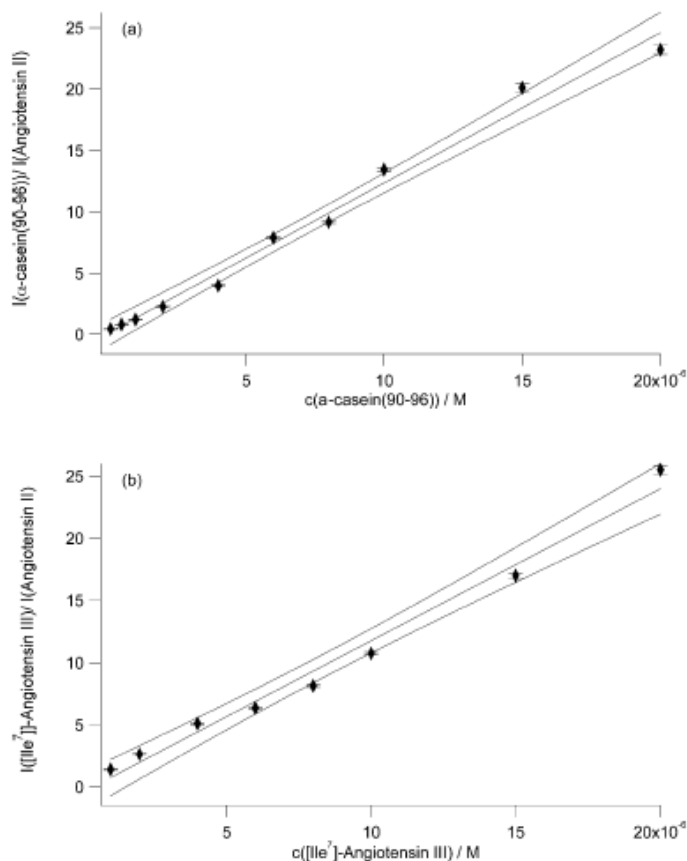 (a)
I(α-casein(90-96))/ I(Angiotensin II)
25
20
15
10
5
0
5
10
15
20x10⁻⁶
c(a-casein(90-96)) / M
(b)
I([Ile⁷]]-Angiotensin III)/ I(Angiotensin II)
25
20
15
10
5
0
5
10
15
20x10⁻⁶
c([Ile⁷]-Angiotensin III) / M